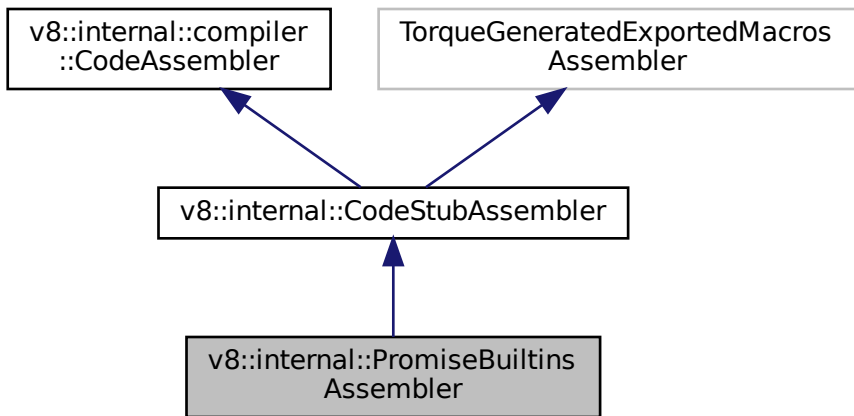 v8::internal::compiler
::CodeAssembler
TorqueGeneratedExportedMacros
Assembler
v8::internal::CodeStubAssembler
v8::internal::PromiseBuiltins
Assembler